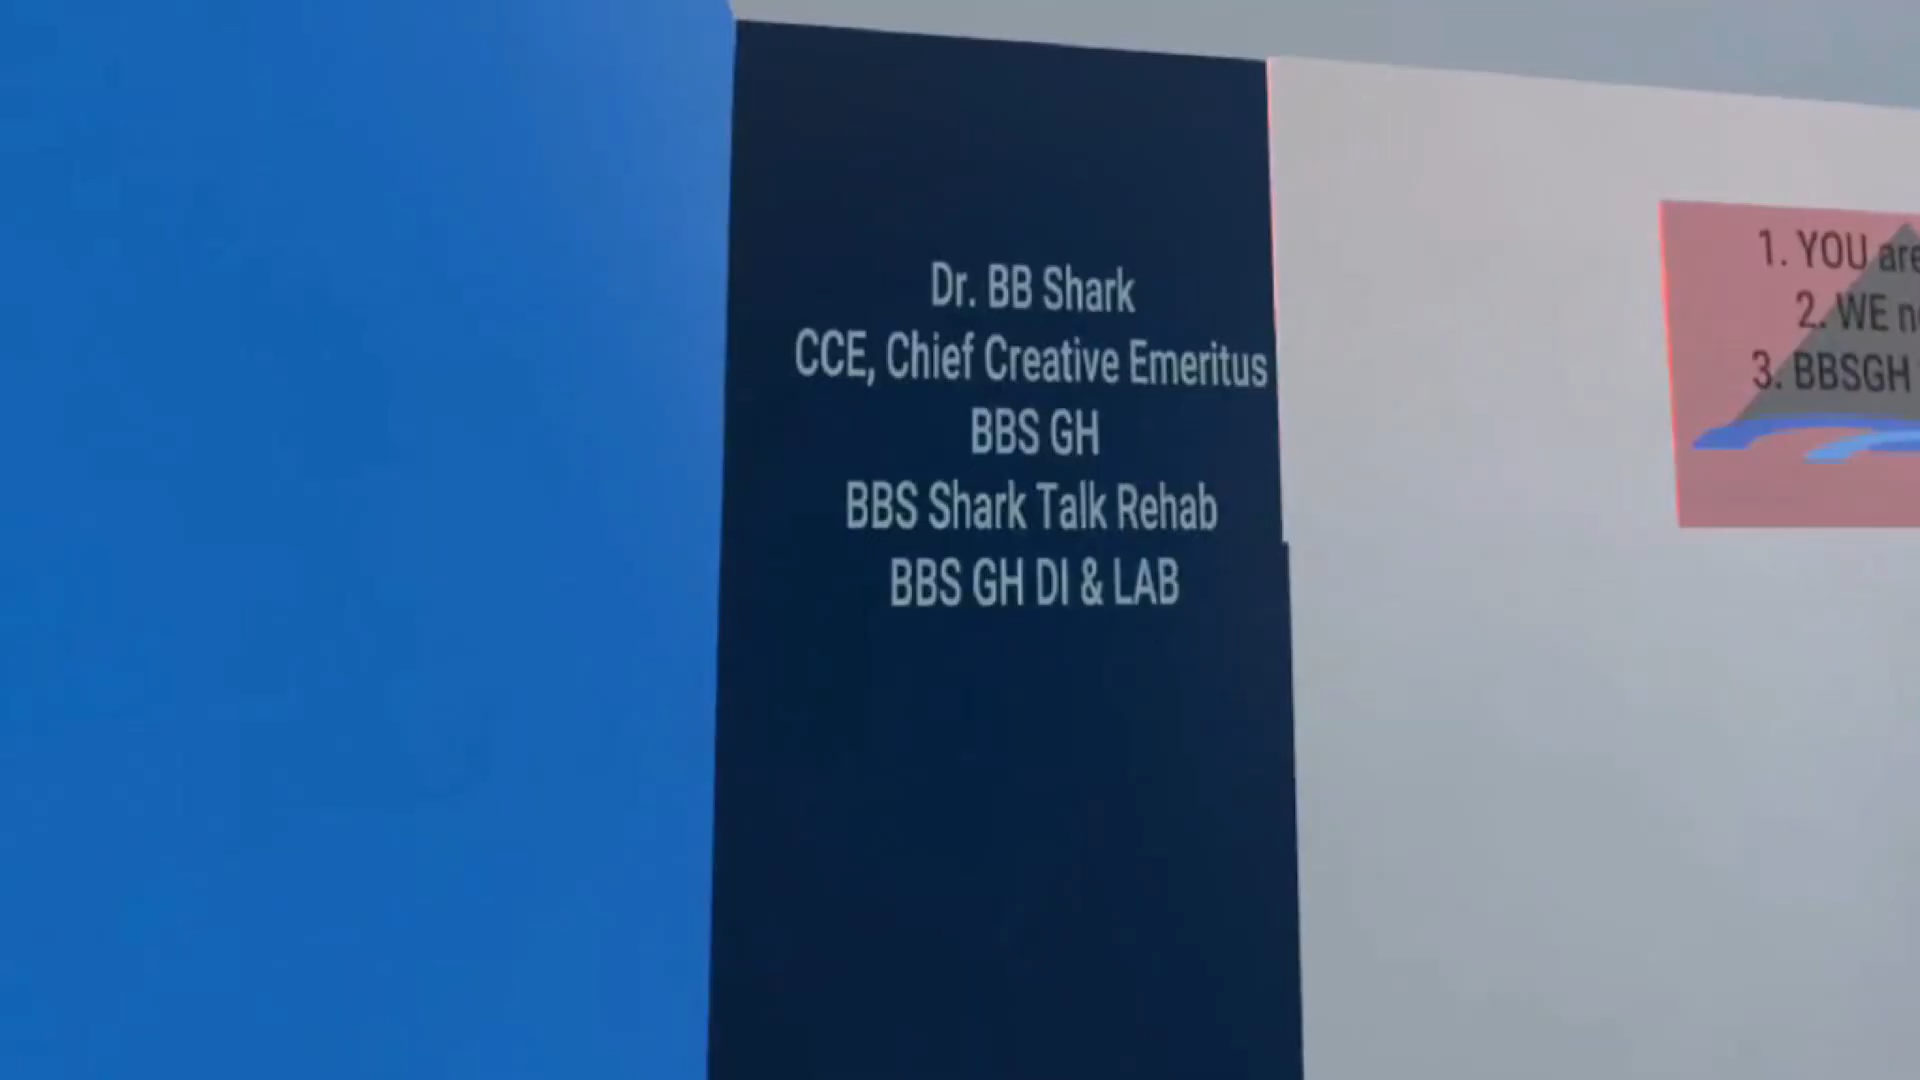 Dr. BB Shark
CCE, Chief Creative Emeritus
BBS GH
BBS Shark Talk Rehab
BBS GH DI & LAB
1. YOU are
2. WE
3. BBSGH